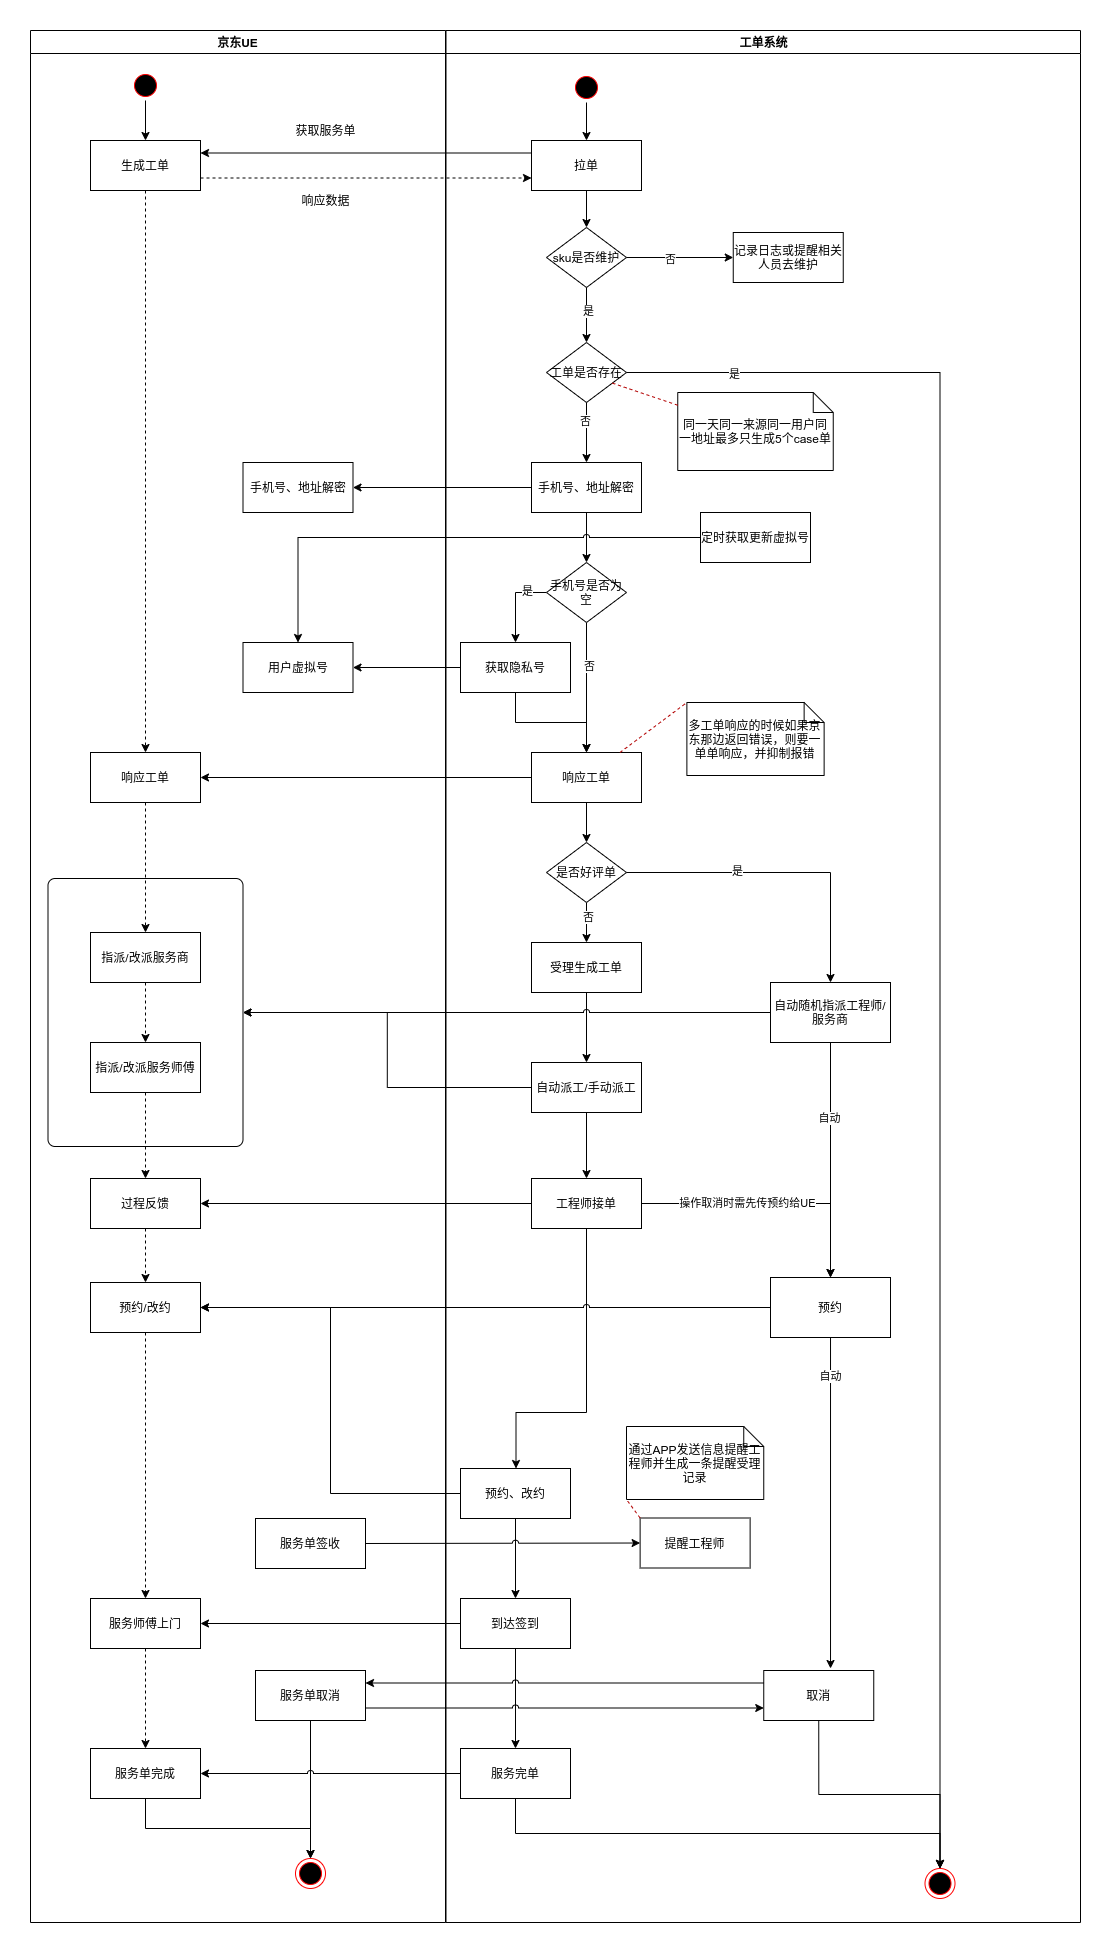 京东UE
工单系统
获取服务单
生成工单
拉单
响应数据
sku是否维护
否
记录日志或提醒相关
人员去维护
是
工单是否存在
是
否
同一天同一来源同一用户同
一地址最多只生成5个case单
手机号、地址解密
手机号、地址解密
定时获取更新虚拟号
手机号是否为
空
是
用户虚拟号
获取隐私号
否
多工单响应的时候如果京
东那边返回错误，则要一
单单响应，并抑制报错
响应工单
响应工单
是否好评单
是
否
指派/改派服务商
受理生成工单
自动随机指派工程师/
服务商
指派/改派服务师傅
自动派工/手动派工
自动
过程反馈
工程师接单
操作取消时需先传预约给UE
预约/改约
预约
自动
通过APP发送信息提醒工
程师并生成一条提醒受理
记录
预约、改约
服务单签收
提醒工程师
服务师傅上门
到达签到
服务单取消
取消
服务单完成
服务完单